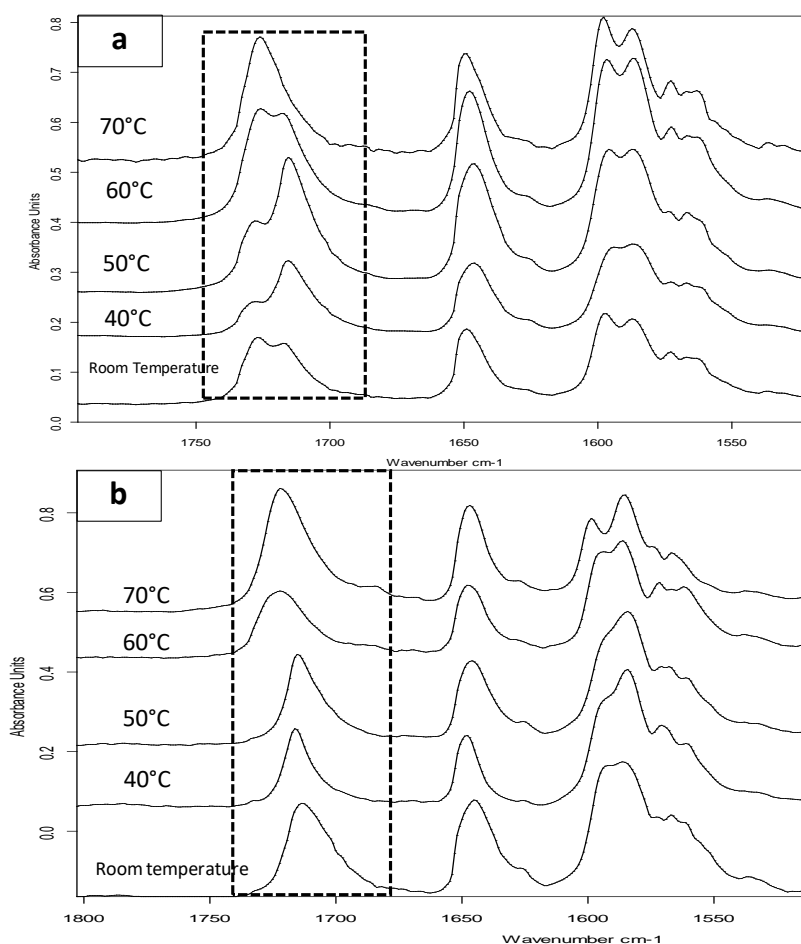 a
0.8
0.7
0.6
0.5
0.4
0.3
0.2
0.1
0.0
Absorbance Units
70°C
60°C
50°C
40°C
Room Temperature
1750
1700
1650
1600
1550
Wavenumber cm-1
b
0.8
0.6
0.4
0.2
0.0
Absorbance Units
70°C
60°C
50°C
40°C
Room temperature
1800
1750
1700
1650
1600
1550
Wavenumber cm-1